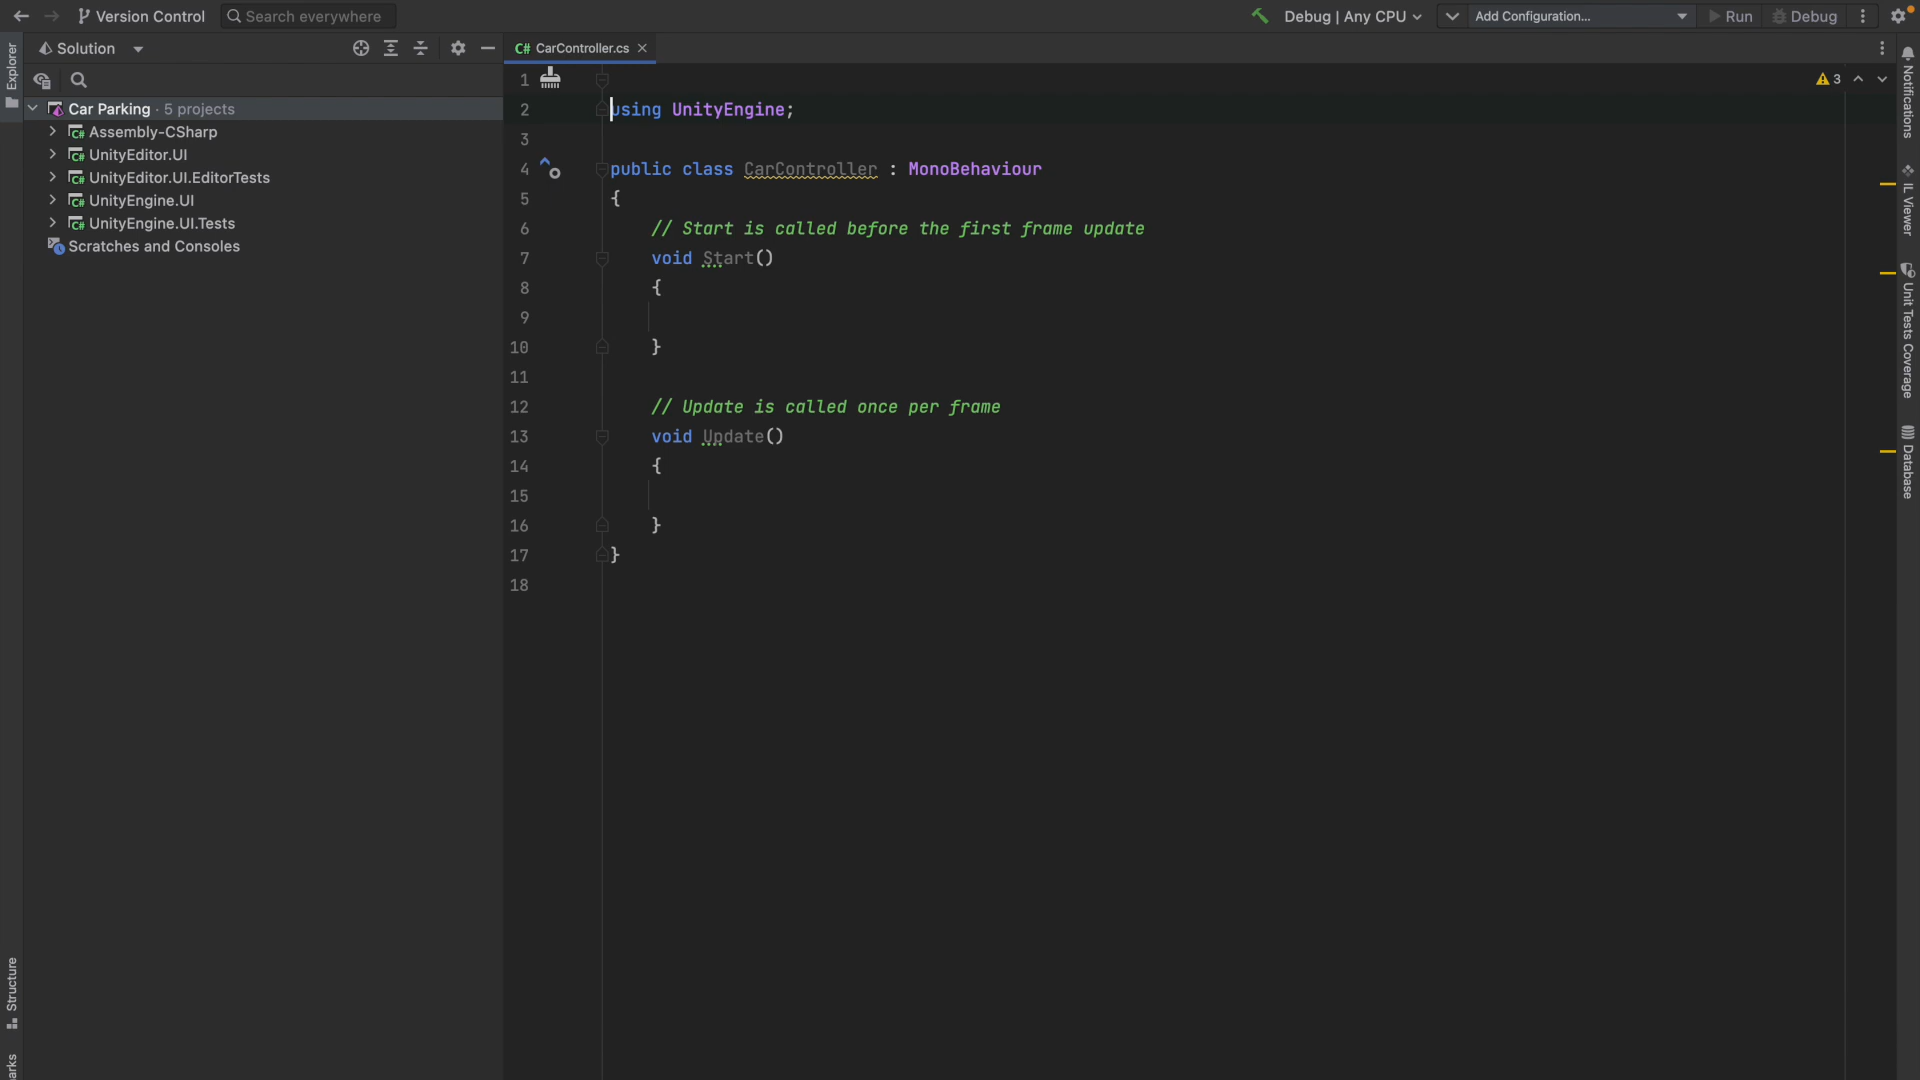 Version Control
Search everywhere
Debug | Any CPU
Add Configuration...
Run
Debug
Explorer
Solution
C# CarController.cs
Notifications
IL Viewer
Unit Tests Coverage
Database
Car Parking · 5 projects
C# Assembly-CSharp
C# UnityEditor.UI
C# UnityEditor.UI.EditorTests
C# UnityEngine.UI
C# UnityEngine.UI.Tests
Scratches and Consoles
Structure
arks
3
1
2 using UnityEngine;
3
4 public class CarController : MonoBehaviour
5 {
6 // Start is called before the first frame update
7 void Start()
8 {
9
10 }
11
12 // Update is called once per frame
13 void Update()
14 {
15
16 }
17 }
18